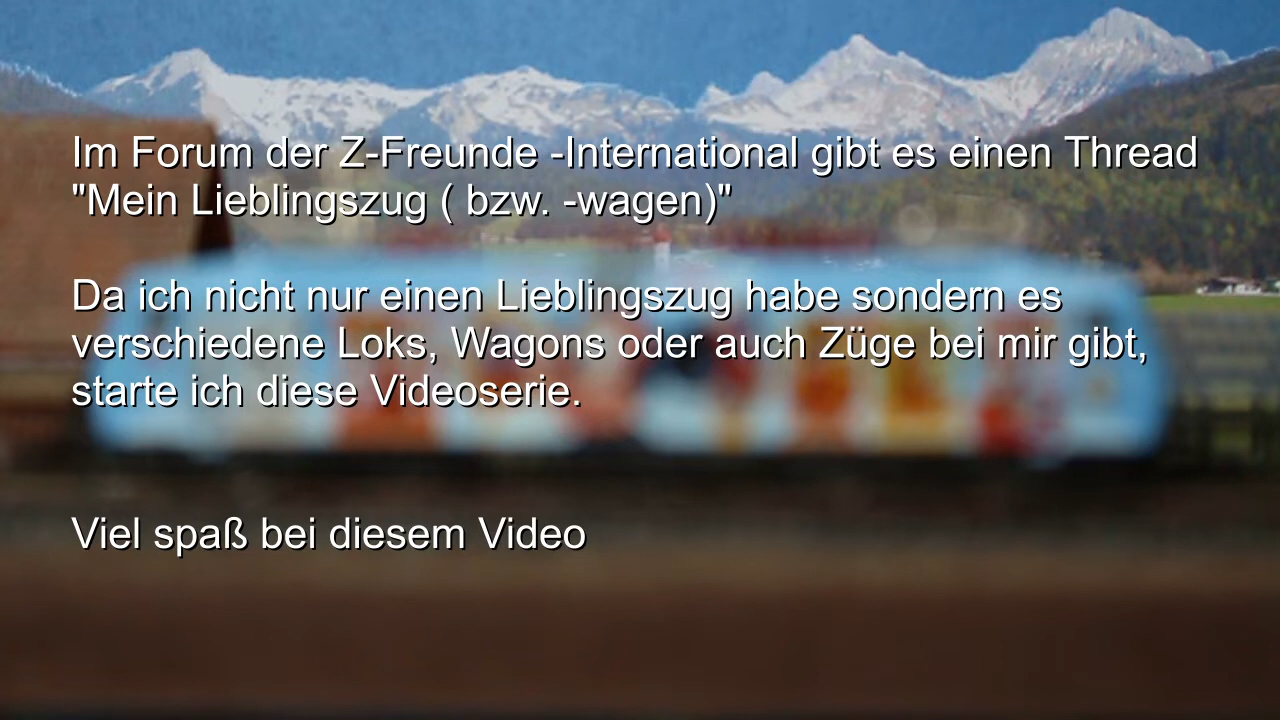 Im Forum der Z-Freunde -International gibt es einen Thread
"Mein Lieblingszug ( bzw. -wagen)"
Da ich nicht nur einen Lieblingszug habe sondern es
verschiedene Loks, Wagons oder auch Züge bei mir gibt,
starte ich diese Videoserie.
Viel spaß bei diesem Video